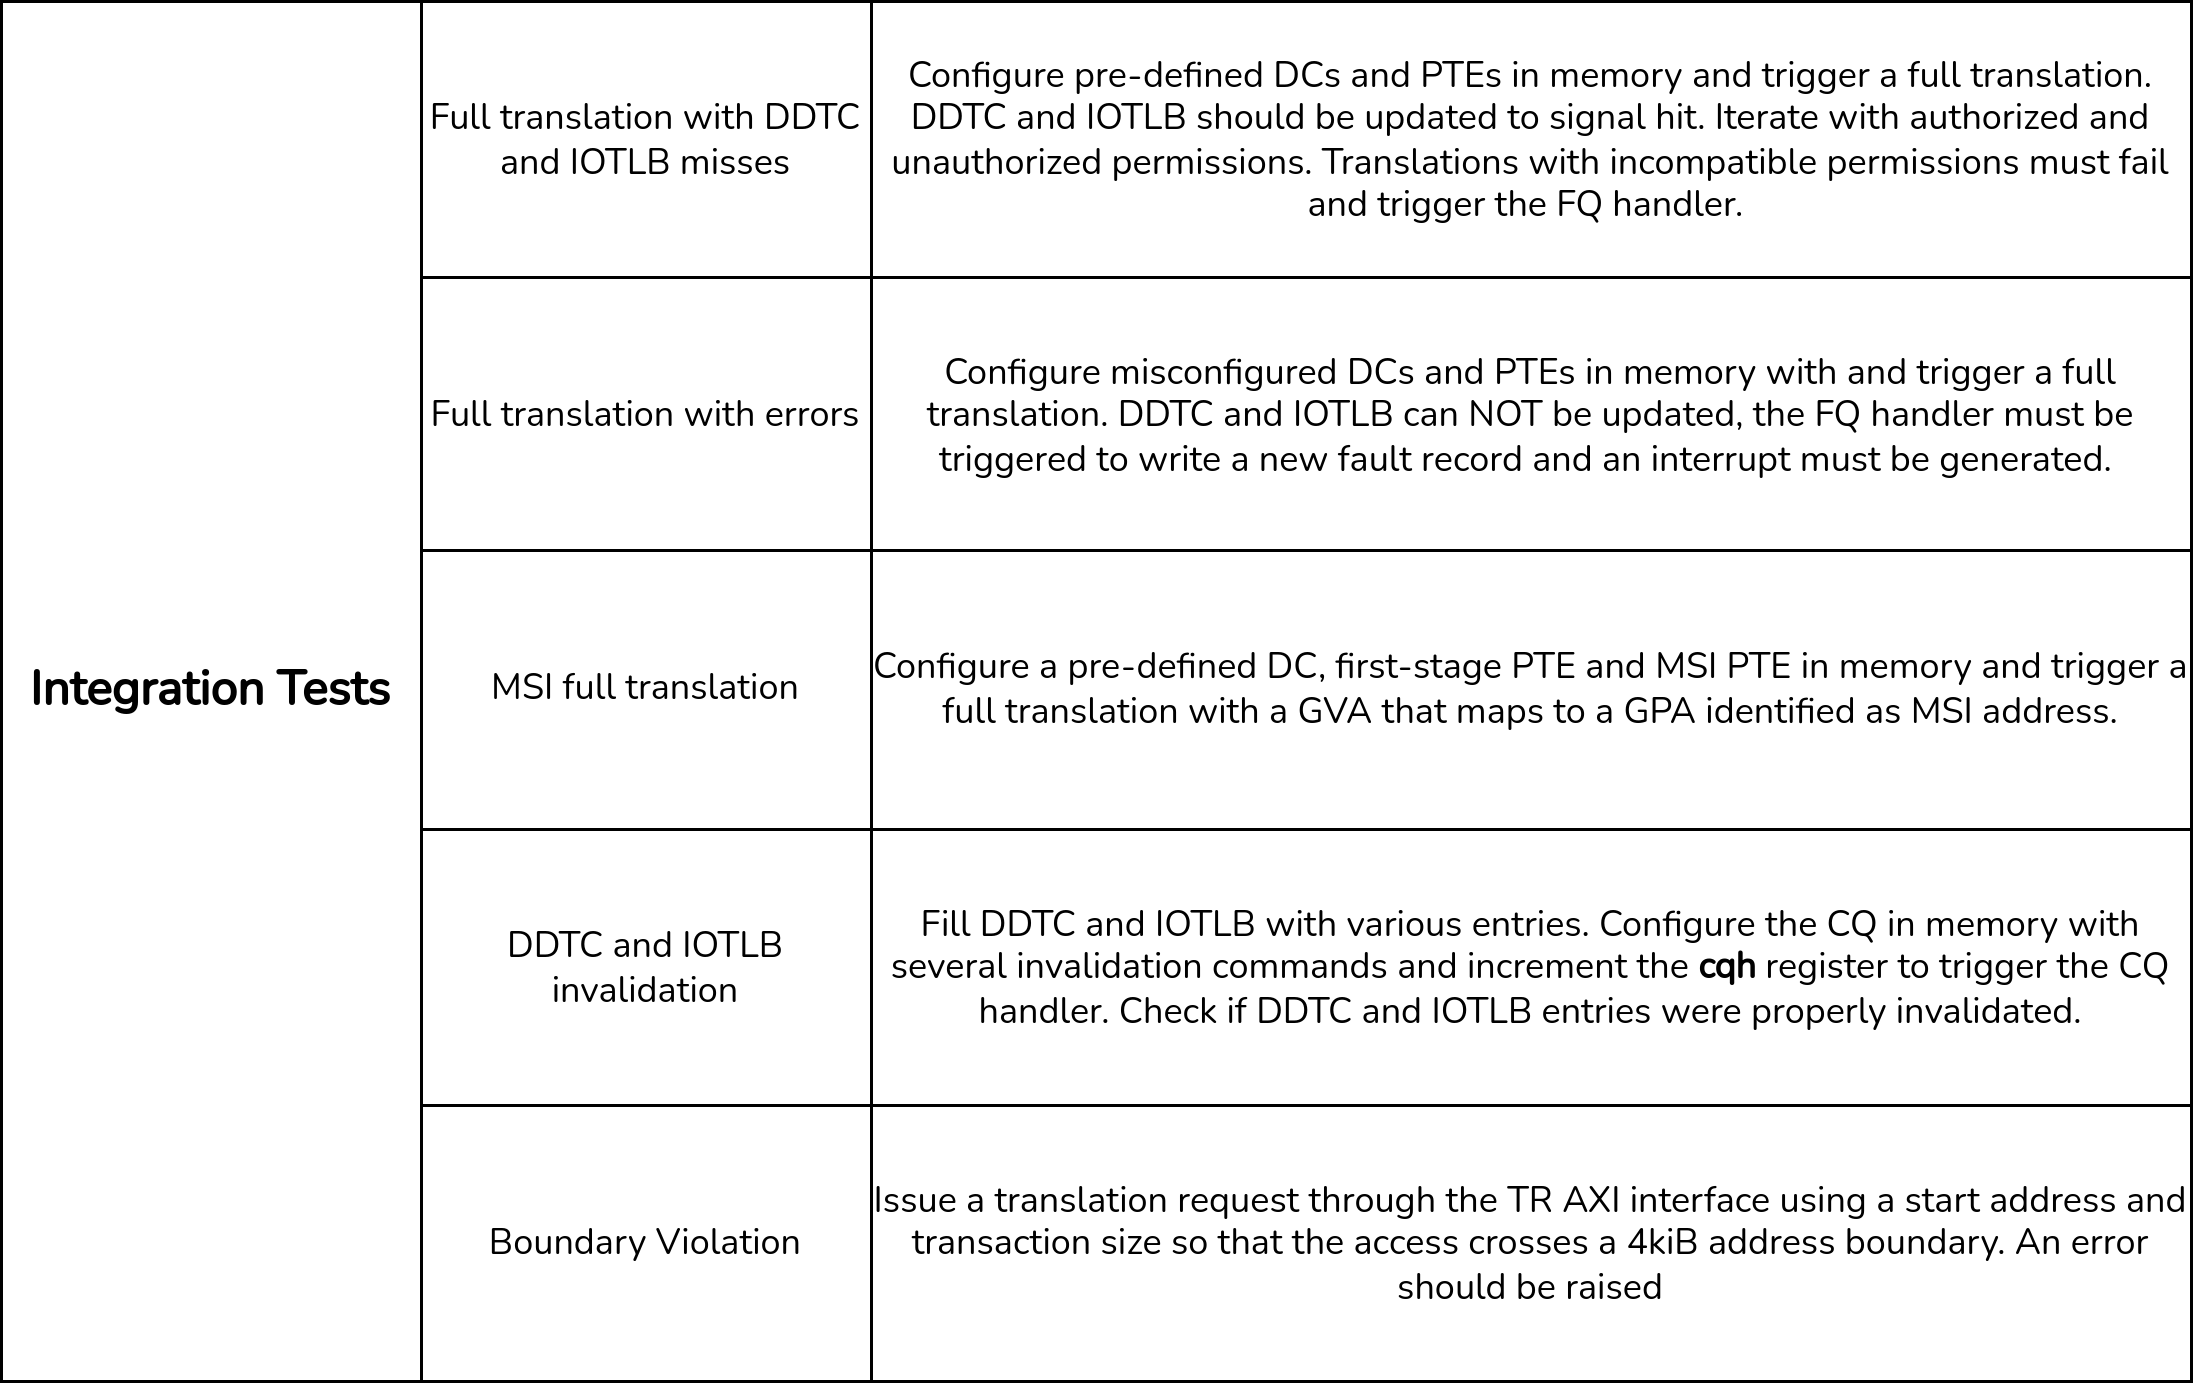 Integration Tests
Full translation with DDTC
and IOTLB misses
Configure pre-defined DCs and PTEs in memory and trigger a full translation.
DDTC and IOTLB should be updated to signal hit. Iterate with authorized and
unauthorized permissions. Translations with incompatible permissions must fail
and trigger the FQ handler.
Full translation with errors
Configure misconfigured DCs and PTEs in memory with and trigger a full
translation. DDTC and IOTLB can NOT be updated, the FQ handler must be
triggered to write a new fault record and an interrupt must be generated.
MSI full translation
Configure a pre-defined DC, first-stage PTE and MSI PTE in memory and trigger a
full translation with a GVA that maps to a GPA identified as MSI address.
DDTC and IOTLB
invalidation
Fill DDTC and IOTLB with various entries. Configure the CQ in memory with
several invalidation commands and increment the cqh register to trigger the CQ
handler. Check if DDTC and IOTLB entries were properly invalidated.
Boundary Violation
Issue a translation request through the TR AXI interface using a start address and
transaction size so that the access crosses a 4kiB address boundary. An error
should be raised